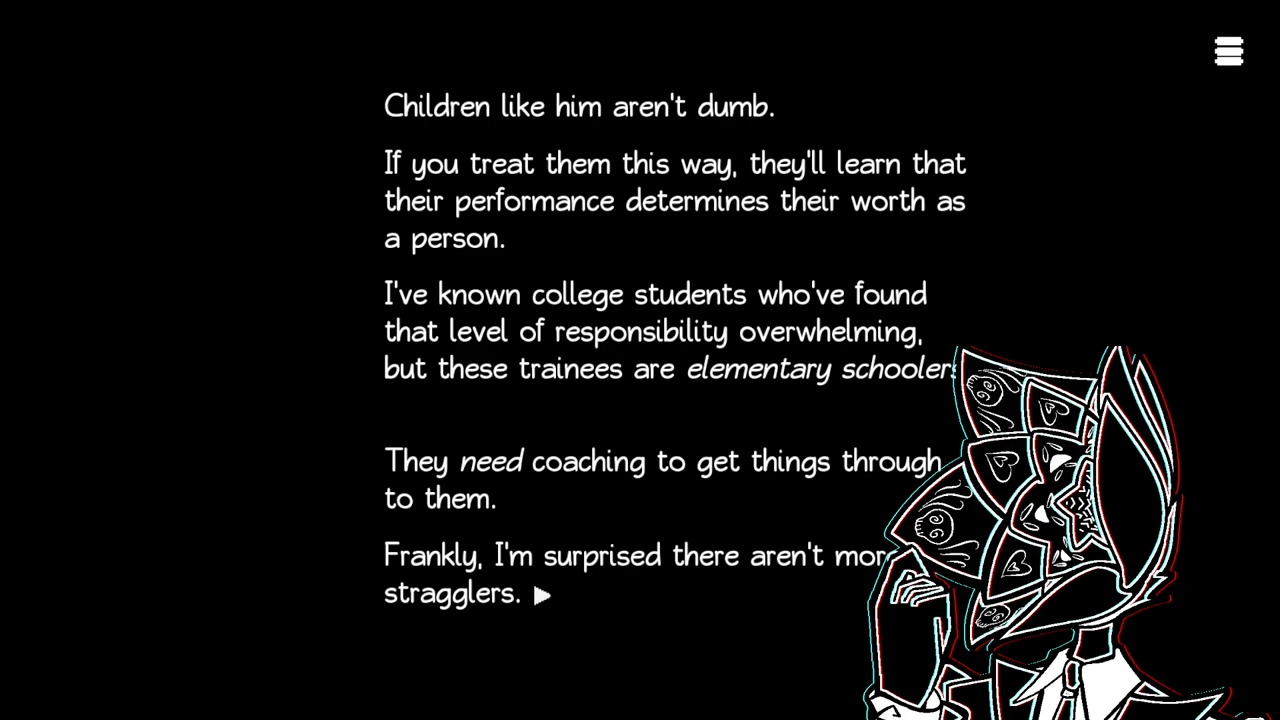 Children like him aren't dumb.
If you treat them this way, they'll learn that
their performance determines their worth as
a person.
I've known college students who've found
that level of responsibility overwhelming,
but these trainees are elementary schoolers
They need coaching to get things through
to them.
Frankly, I'm surprised there aren't more
stragglers.